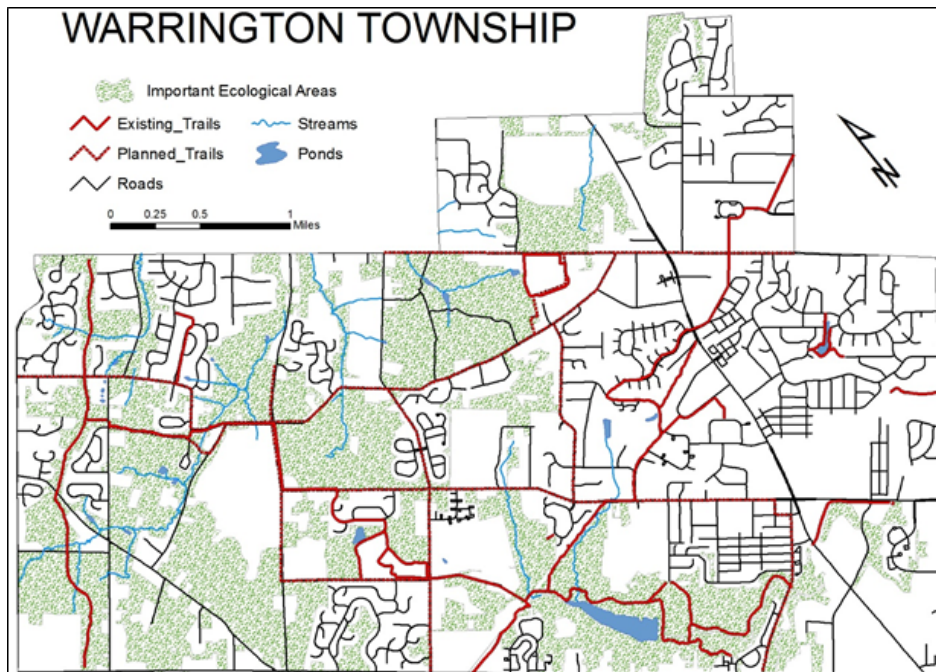 WARRINGTON TOWNSHIP
Important Ecological Areas
Existing_Trails
Streams
Planned_Trails
Ponds
Roads
0 0.25 0.5 1
Miles
N